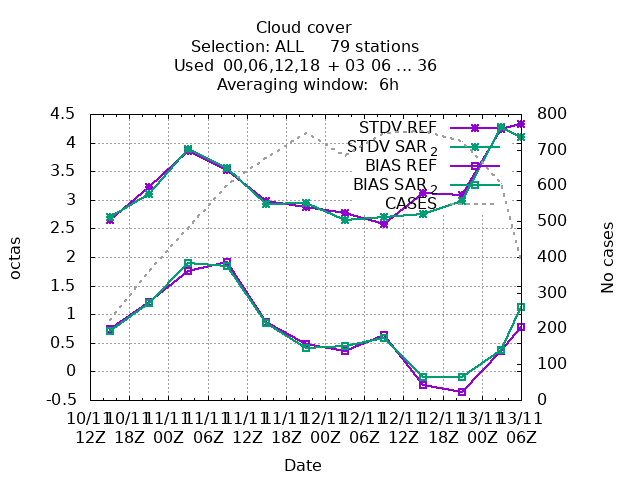 Cloud cover
Selection: ALL 79 stations
Used 00,06,12,18 + 03 06 ... 36
Averaging window: 6h
4.5
4
3.5
3
2.5
2
1.5
1
0.5
0
-0.5
octas
800
700
600
500
400
300
200
100
0
No cases
STDV REF
STDV SAR2
BIAS REF
BIAS SAR2
CASES
10/11 10/11 11/11 11/11 11/11 11/11 12/11 12/11 12/11 12/11 13/11 13/11
12Z 18Z 00Z 06Z 12Z 18Z 00Z 06Z 12Z 18Z 00Z 06Z
Date